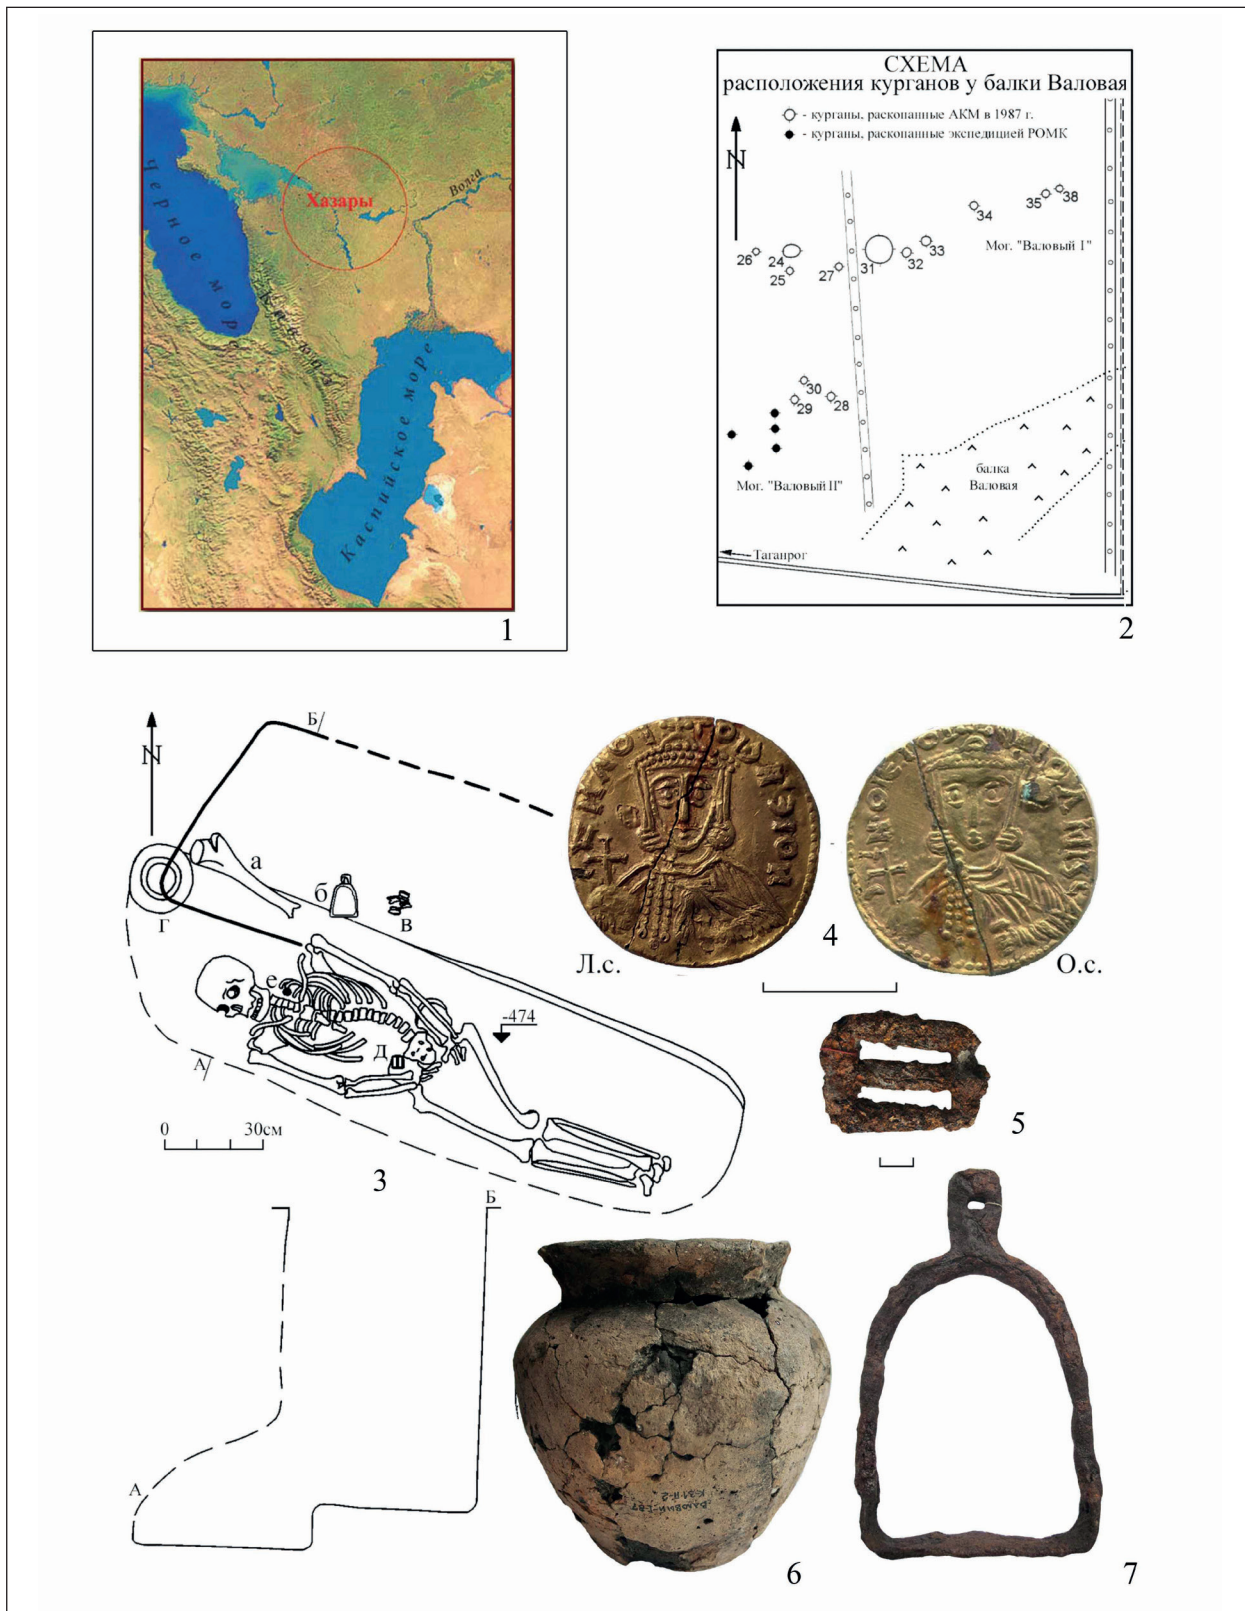 Черное море
Кавказ
Каспийское море
Волга
Хазары
1
СХЕМА
расположения курганов у балки Валовая
- курганы, раскопанные АКМ в 1987 г.
- курганы, раскопанные экспедицией РОМК
N
26
24
25
27
31
32
33
34
35
38
Мог. "Валовый I"
30
29
28
Мог. "Валовый II"
балка
Валовая
Таганрог
2
N
Б
а
б
в
г
е
-474
Д
А
0
30см
3
Л.с.
4
О.с.
5
А
Б
6
7